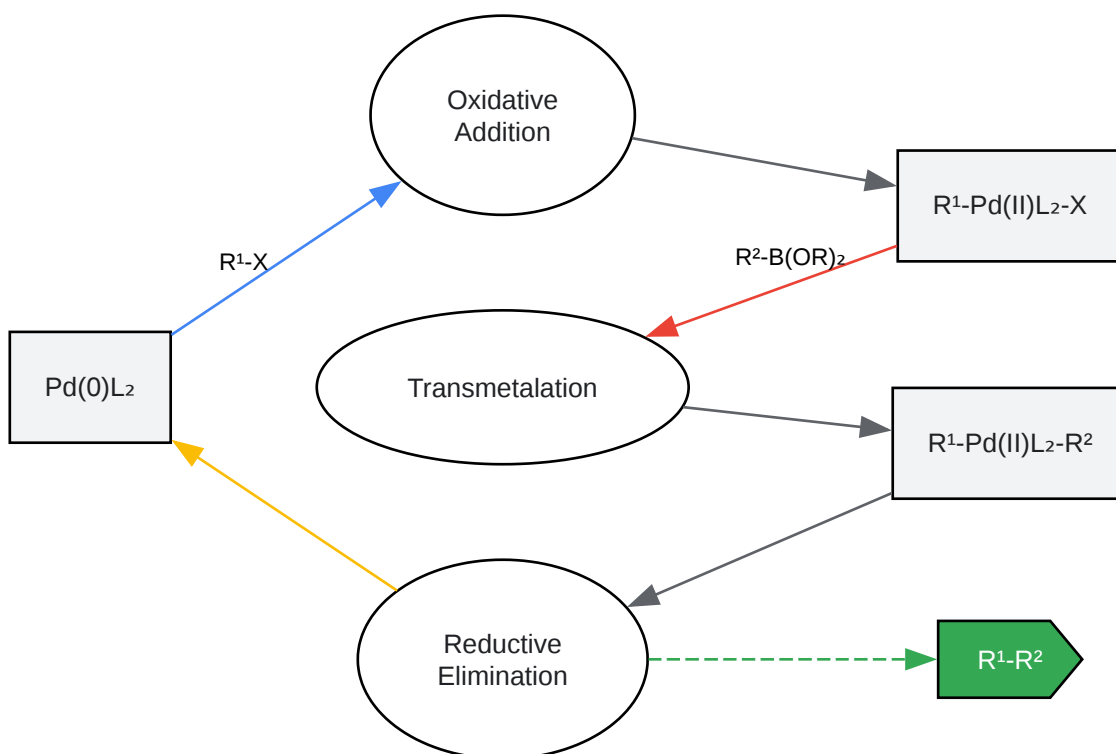 Oxidative
Addition
R¹-Pd(II)L₂-X
R¹-X
R²-B(OR)₂
Pd(0)L₂
Transmetalation
R¹-Pd(II)L₂-R²
Reductive
Elimination
R¹-R²